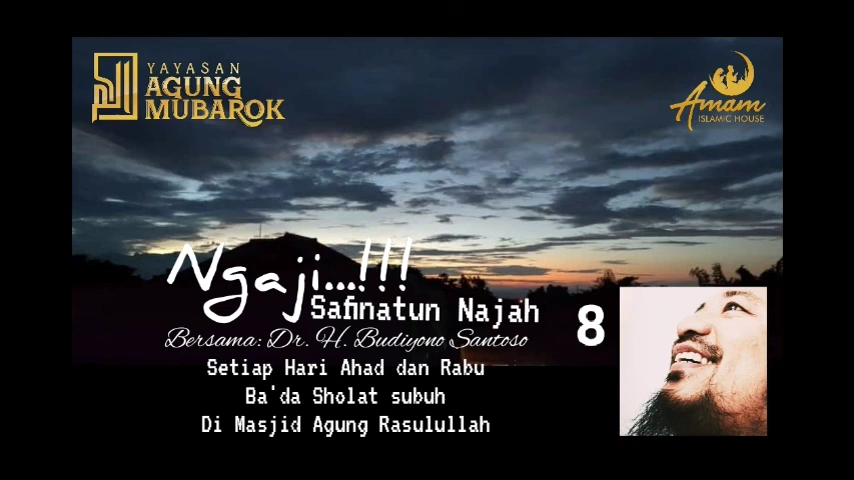 YAYASAN
AGUNG
MUBAROK
Amam
ISLAMIC HOUSE
Ngaji...!!!
Safinatun Najah
8
Bersama: Dr. H. Budiyono Santoso
Setiap Hari Ahad dan Rabu
Ba'da Sholat subuh
Di Masjid Agung Rasulullah